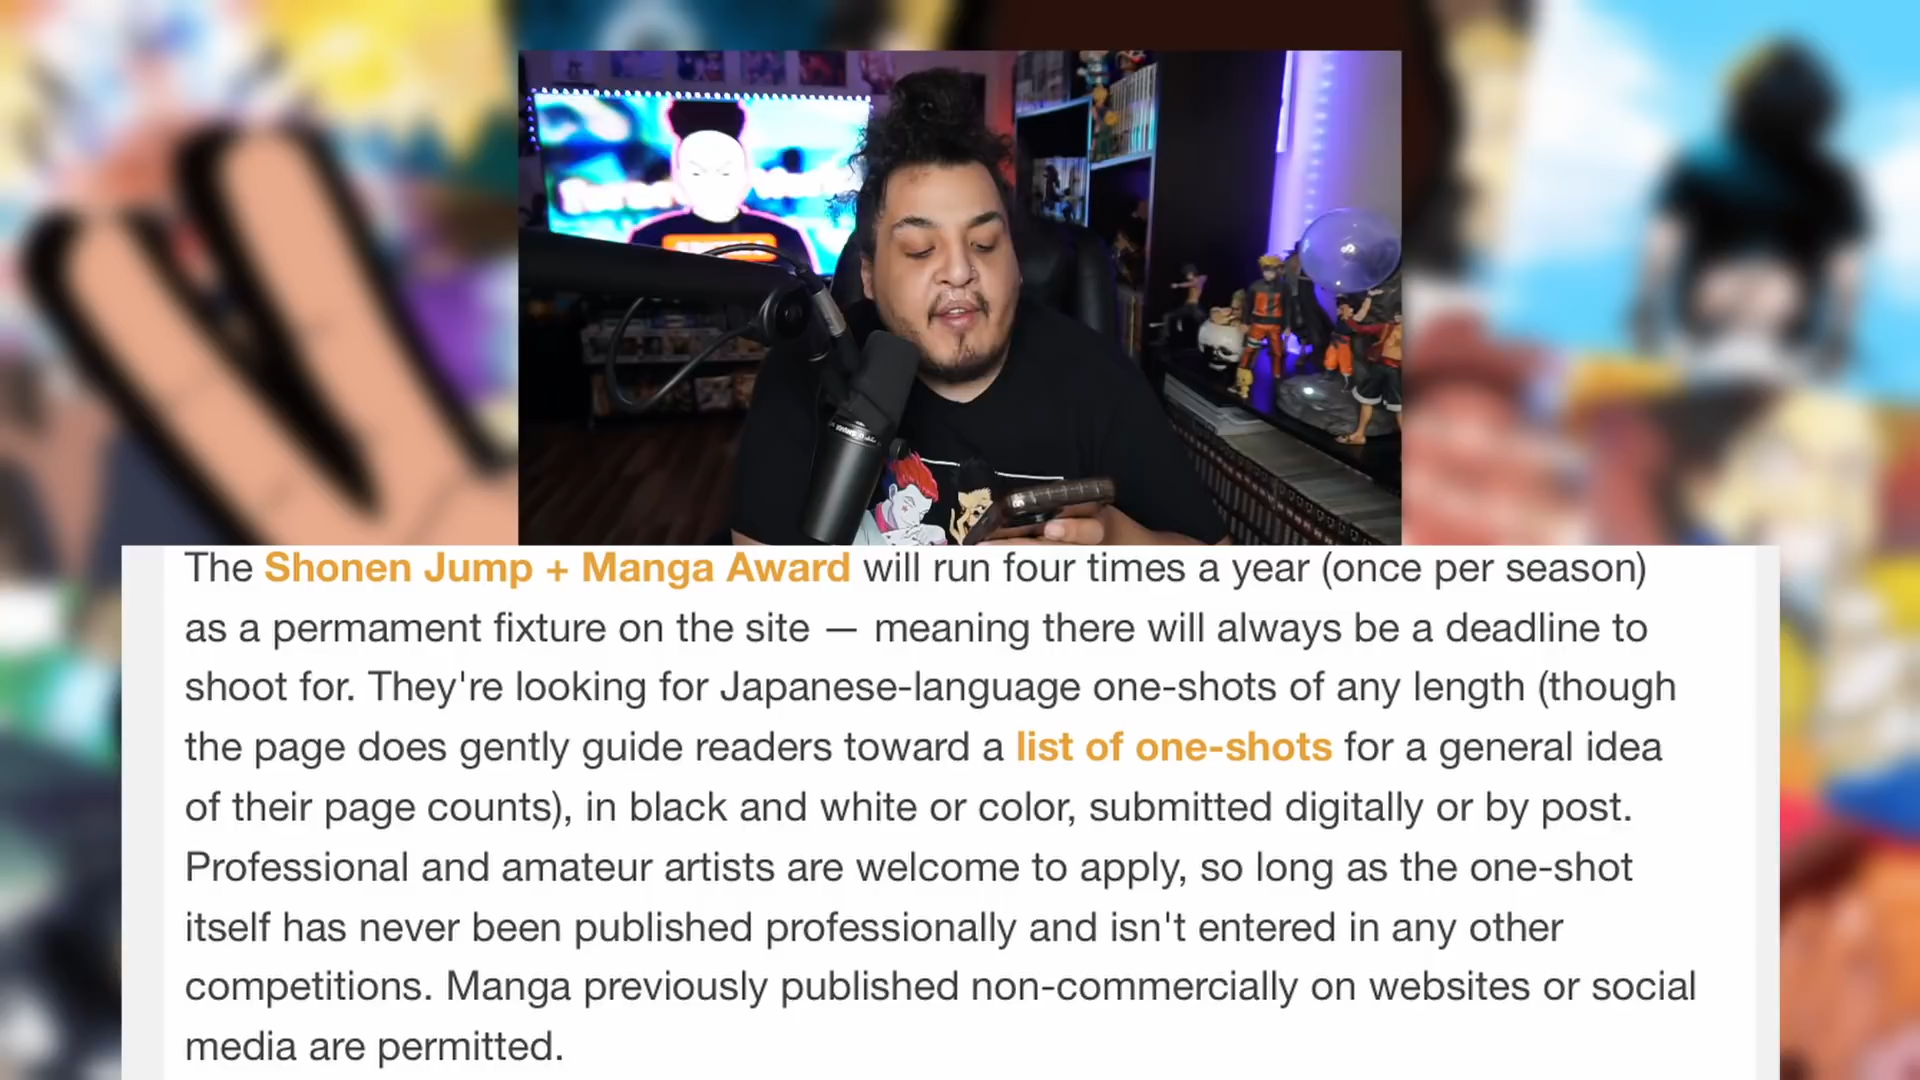 The Shonen Jump + Manga Award will run four times a year (once per season)
as a permament fixture on the site — meaning there will always be a deadline to
shoot for. They're looking for Japanese-language one-shots of any length (though
the page does gently guide readers toward a list of one-shots for a general idea
of their page counts), in black and white or color, submitted digitally or by post.
Professional and amateur artists are welcome to apply, so long as the one-shot
itself has never been published professionally and isn't entered in any other
competitions. Manga previously published non-commercially on websites or social
media are permitted.